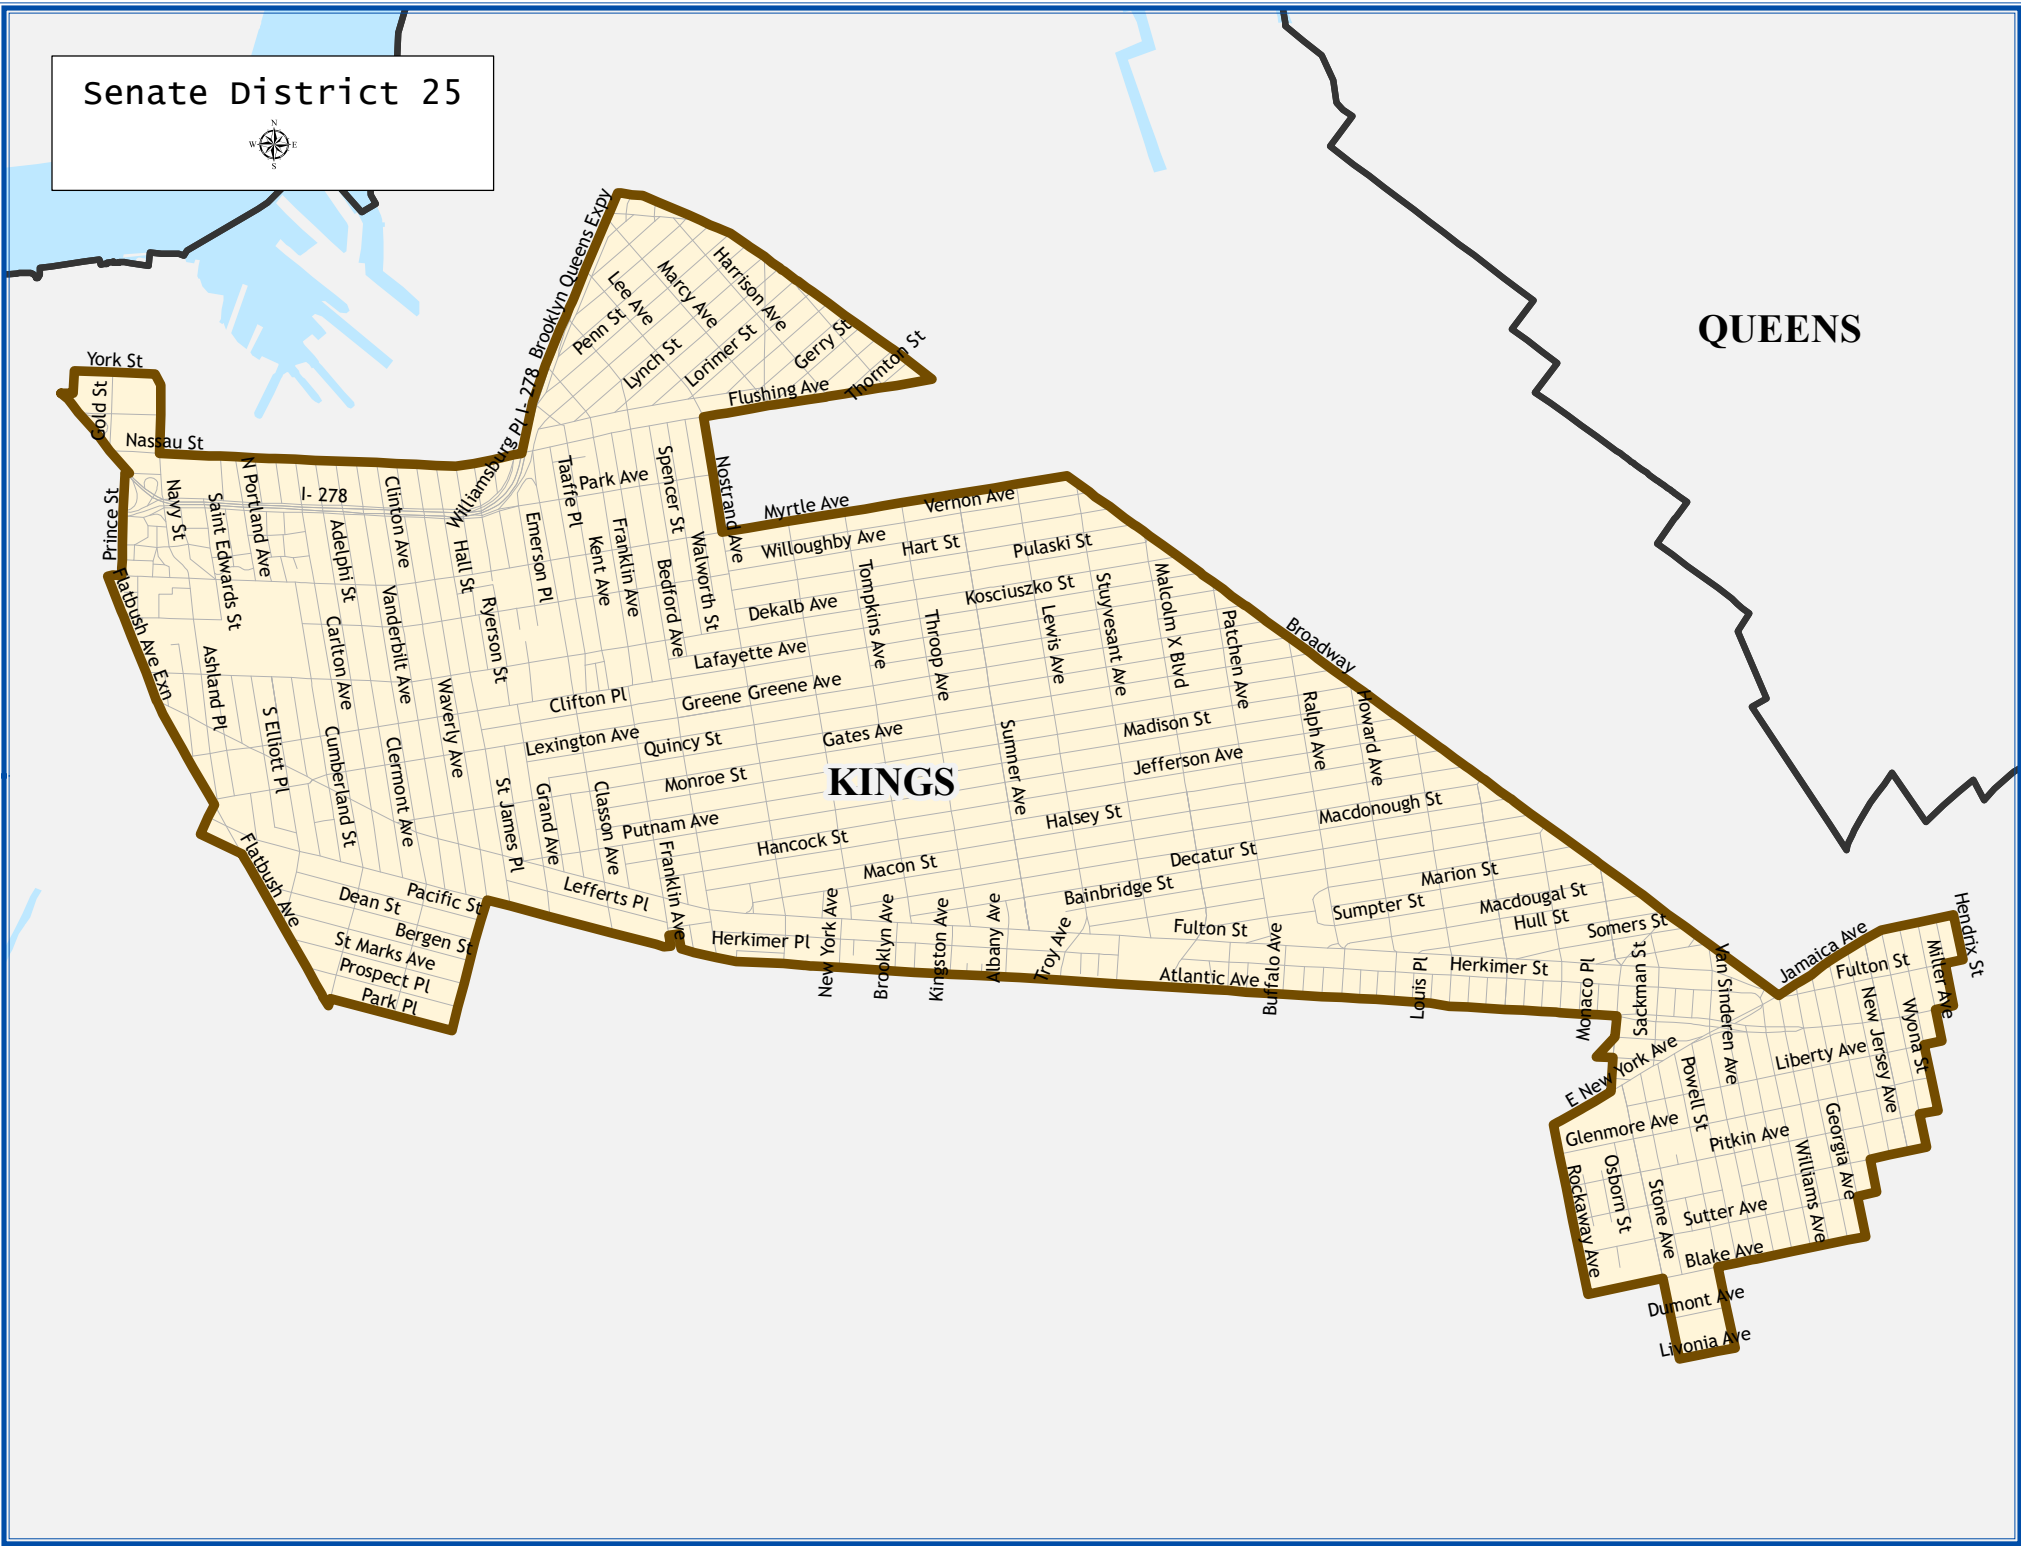 Senate District 25
N
W E
S
QUEENS
KINGS
York St
Gold St
Nassau St
Prince St
Navy St
Saint Edwards St
N Portland Ave
I- 278
Adelphi St
Clinton Ave
Williamsburg Pl
I- 278
Brooklyn Queens Expy
Lee Ave
Marcy Ave
Harrison Ave
Penn St
Lynch St
Lorimer St
Gerry St
Thornton St
Flushing Ave
Taaffe Pl
Park Ave
Spencer St
Nostrand Ave
Myrtle Ave
Vernon Ave
Flatbush Ave Exn
Hall St
Emerson Pl
Kent Ave
Franklin Ave
Bedford Ave
Walworth St
Willoughby Ave
Hart St
Pulaski St
Kosciuszko St
Dekalb Ave
Tompkins Ave
Throop Ave
Lewis Ave
Stuyvesant Ave
Malcolm X Blvd
Patchen Ave
Broadway
Ashland Pl
Carlton Ave
Vanderbilt Ave
Ryerson St
Lafayette Ave
Clifton Pl
Greene Greene Ave
S Elliott Pl
Cumberland St
Clermont Ave
Waverly Ave
Lexington Ave
Quincy St
Gates Ave
Monroe St
Madison St
Jefferson Ave
Ralph Ave
Howard Ave
Sumner Ave
St James Pl
Grand Ave
Classon Ave
Putnam Ave
Hancock St
Halsey St
Macdonough St
Flatbush Ave
Franklin Ave
Macon St
Decatur St
Bainbridge St
Marion St
Sumpter St
Macdougal St
Hull St
Somers St
Dean St
Pacific St
Lefferts Pl
Bergen St
St Marks Ave
Prospect Pl
Park Pl
Herkimer Pl
New York Ave
Brooklyn Ave
Kingston Ave
Albany Ave
Troy Ave
Fulton St
Atlantic Ave
Buffalo Ave
Louis Pl
Herkimer St
Monaco Pl
Sackman St
Van Sinderen Ave
Jamaica Ave
Hendrix St
Fulton St
Miller Ave
New Jersey Ave
Wyona St
Liberty Ave
E New York Ave
Powell St
Glenmore Ave
Pitkin Ave
Georgia Ave
Williams Ave
Rockaway Ave
Osborn St
Stone Ave
Sutter Ave
Blake Ave
Dumont Ave
Livonia Ave